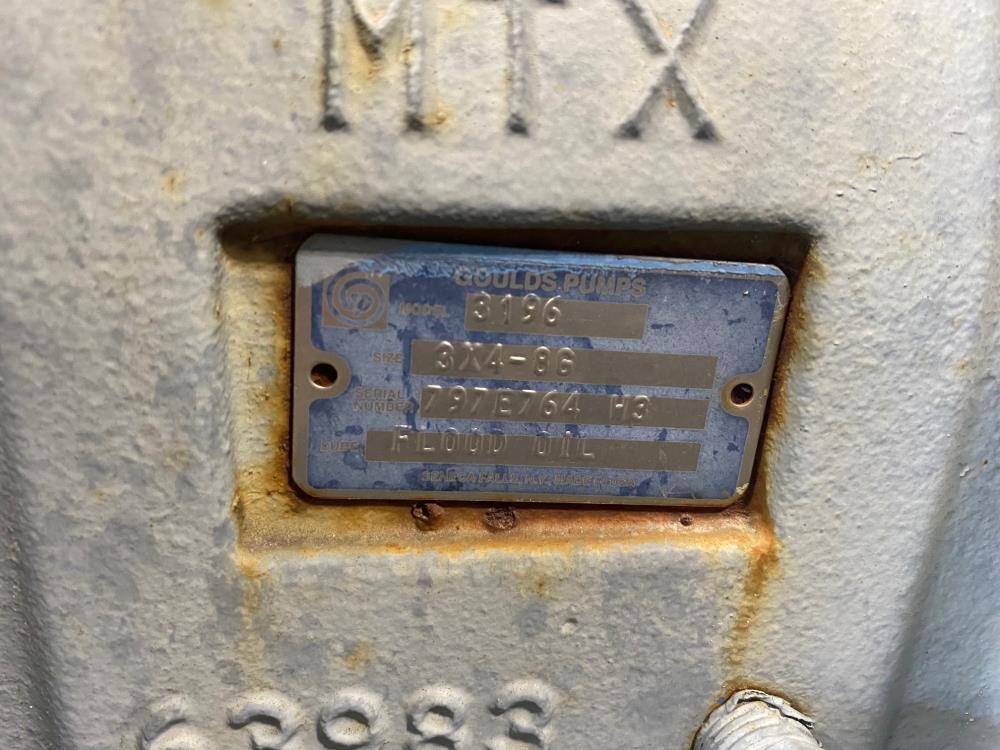 MTX
GOULDS PUMPS
MODEL 3196
SIZE 3X4-8G
SERIAL NUMBER 797E764 H3
LUBE FLOOD OIL
SENECA FALLS, N.Y. MADE IN USA